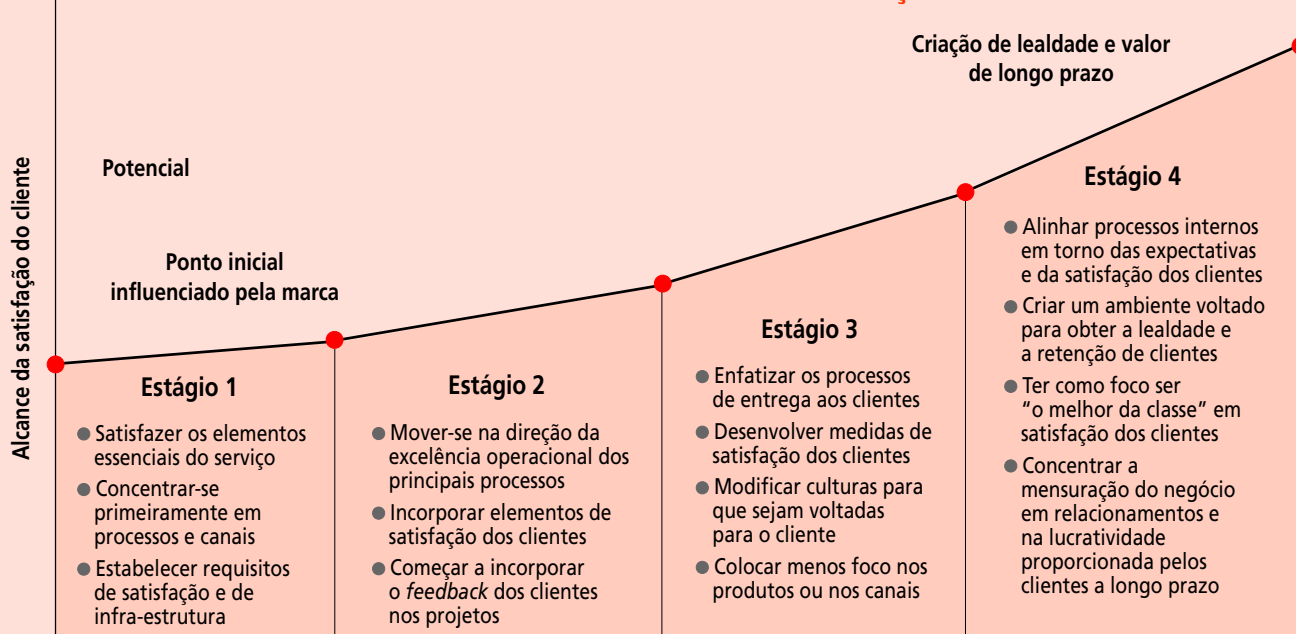 Criação de lealdade e valor
de longo prazo
Alcance da satisfação do cliente
Potencial
Ponto inicial
influenciado pela marca
Estágio 1
● Satisfazer os elementos
essenciais do serviço
● Concentrar-se
primeiramente em
processos e canais
● Estabelecer requisitos
de satisfação e de
infra-estrutura
Estágio 2
● Mover-se na direção da
excelência operacional dos
principais processos
● Incorporar elementos de
satisfação dos clientes
● Começar a incorporar
o feedback dos clientes
nos projetos
Estágio 3
● Enfatizar os processos
de entrega aos clientes
● Desenvolver medidas de
satisfação dos clientes
● Modificar culturas para
que sejam voltadas
para o cliente
● Colocar menos foco nos
produtos ou nos canais
Estágio 4
● Alinhar processos internos
em torno das expectativas
e da satisfação dos clientes
● Criar um ambiente voltado
para obter a lealdade e
a retenção de clientes
● Ter como foco ser
“o melhor da classe” em
satisfação dos clientes
● Concentrar a
mensuração do negócio
em relacionamentos e
na lucratividade
proporcionada pelos
clientes a longo prazo